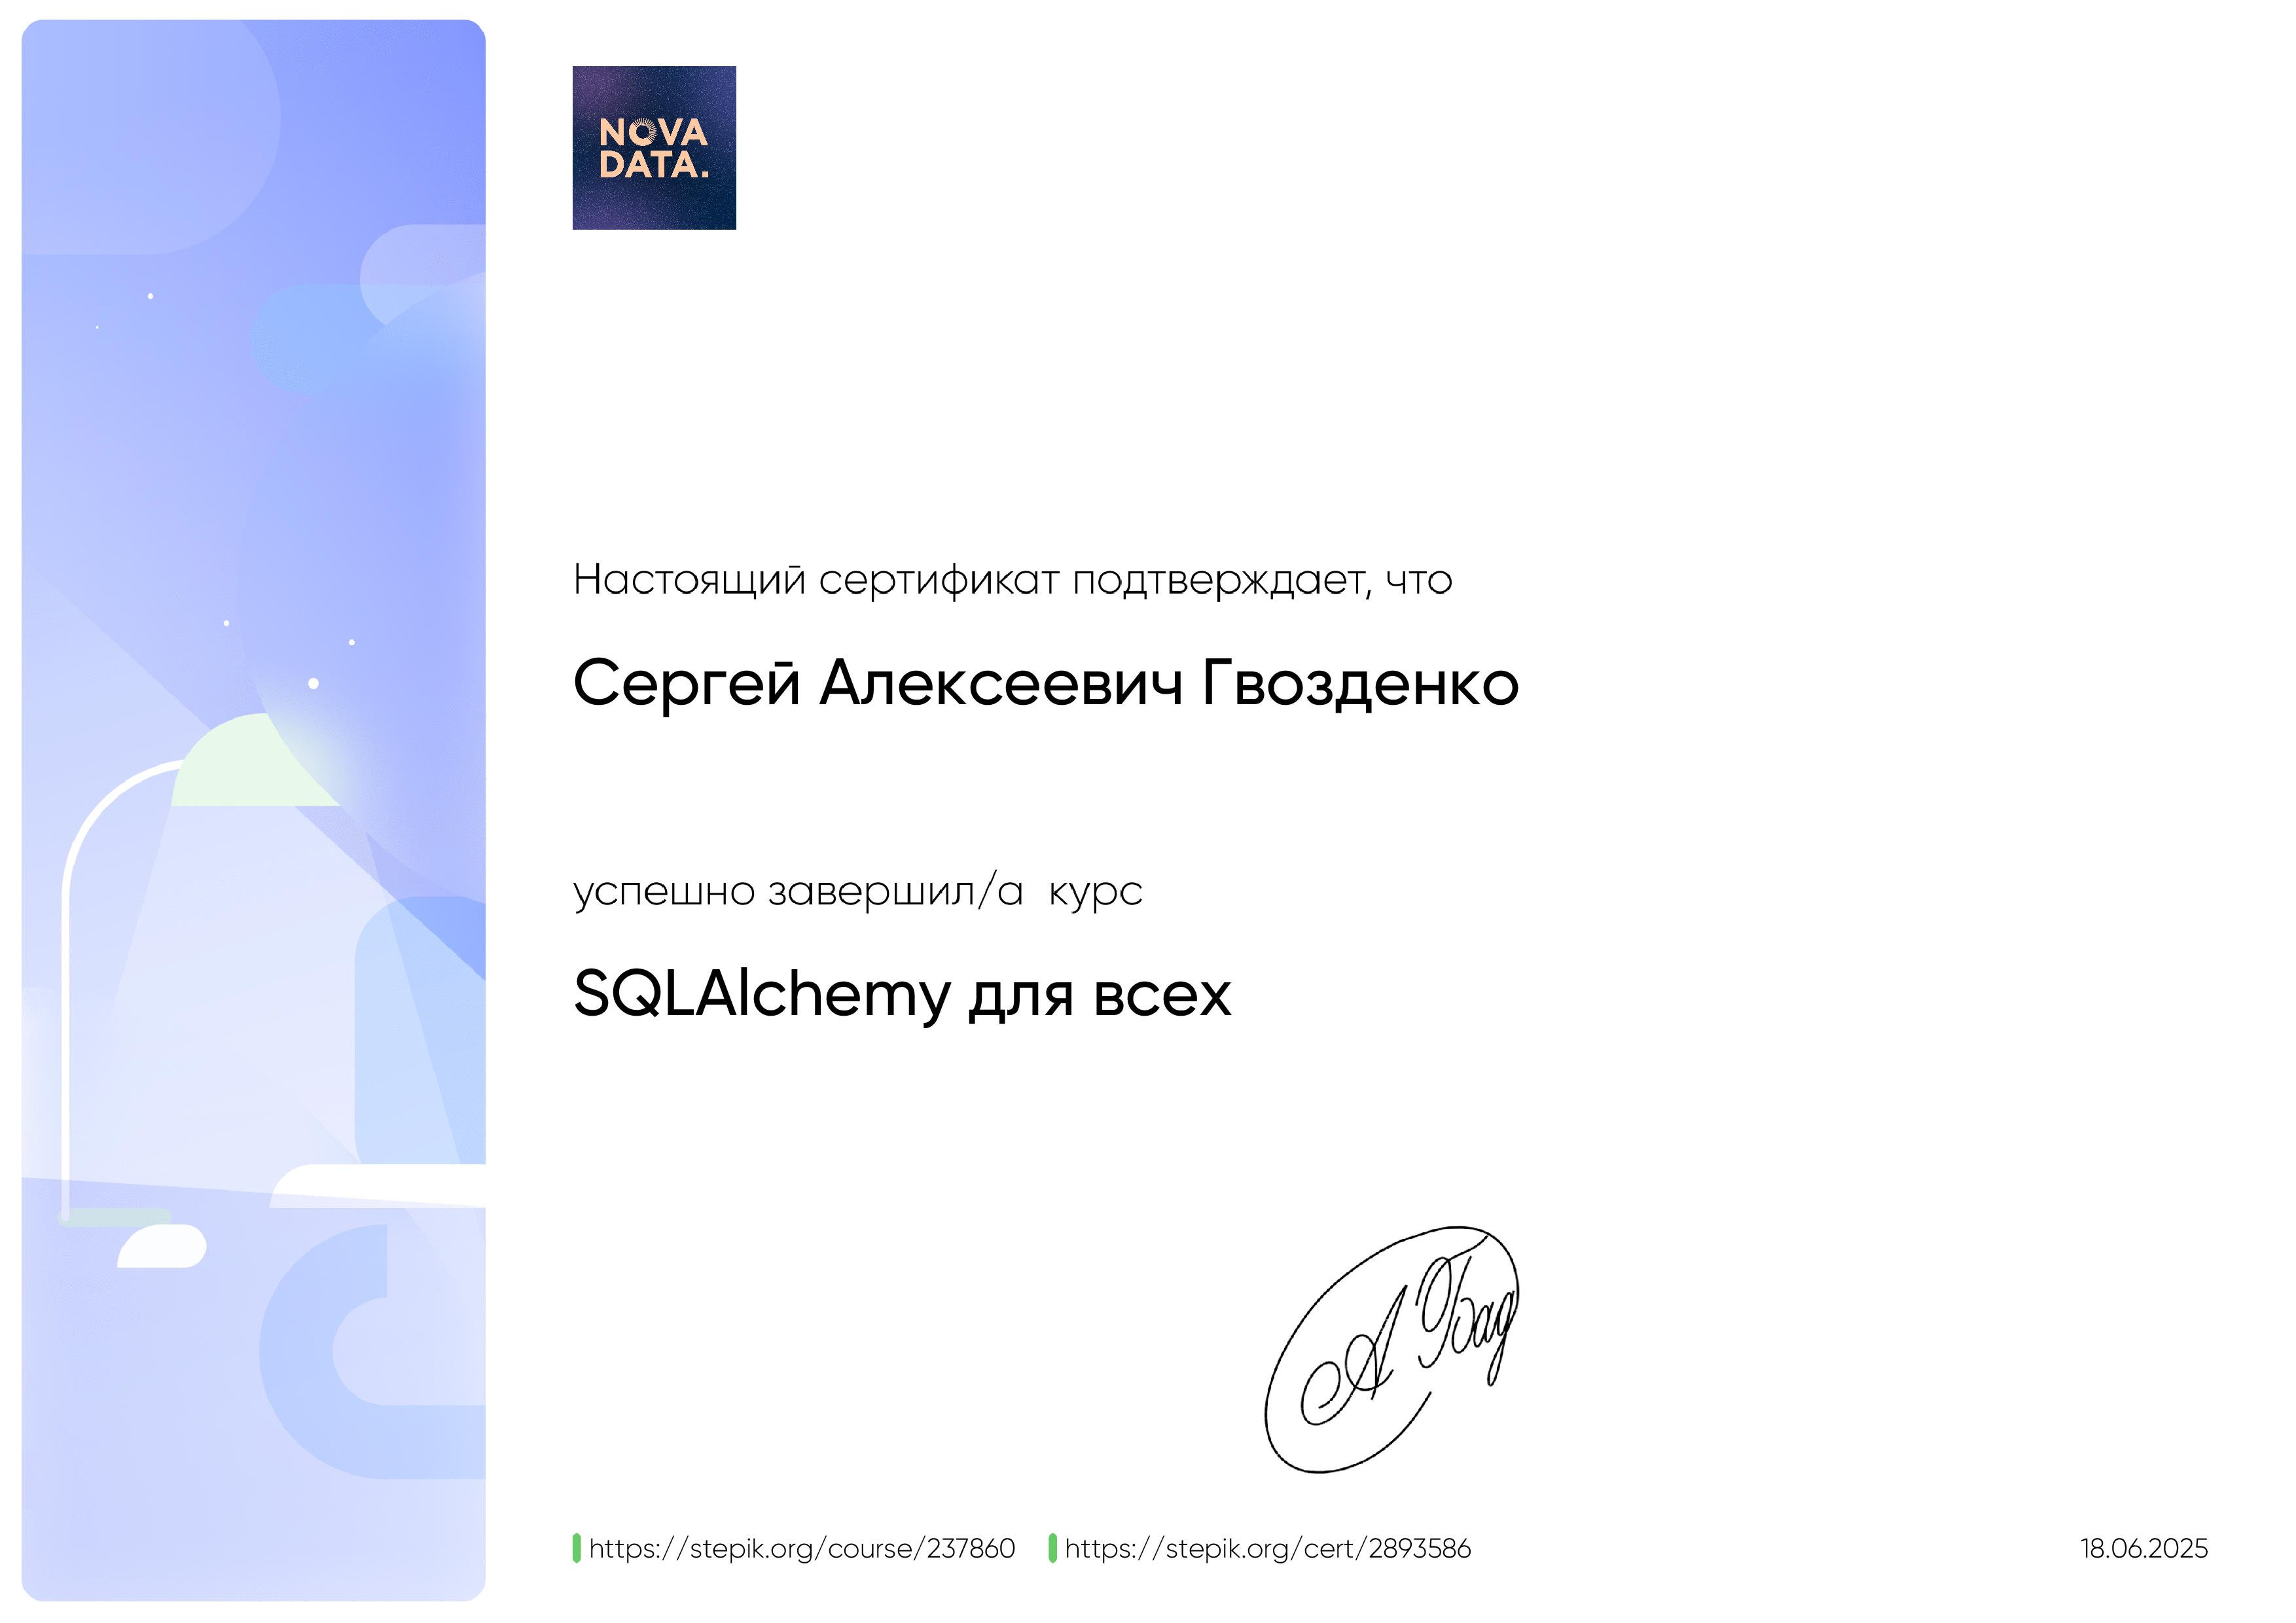 NOVA
DATA.
Настоящий сертификат подтверждает, что
Сергей Алексеевич Гвозденко
успешно завершил/а курс
SQLAlchemy для всех
https://stepik.org/course/237860 https://stepik.org/cert/2893586 18.06.2025